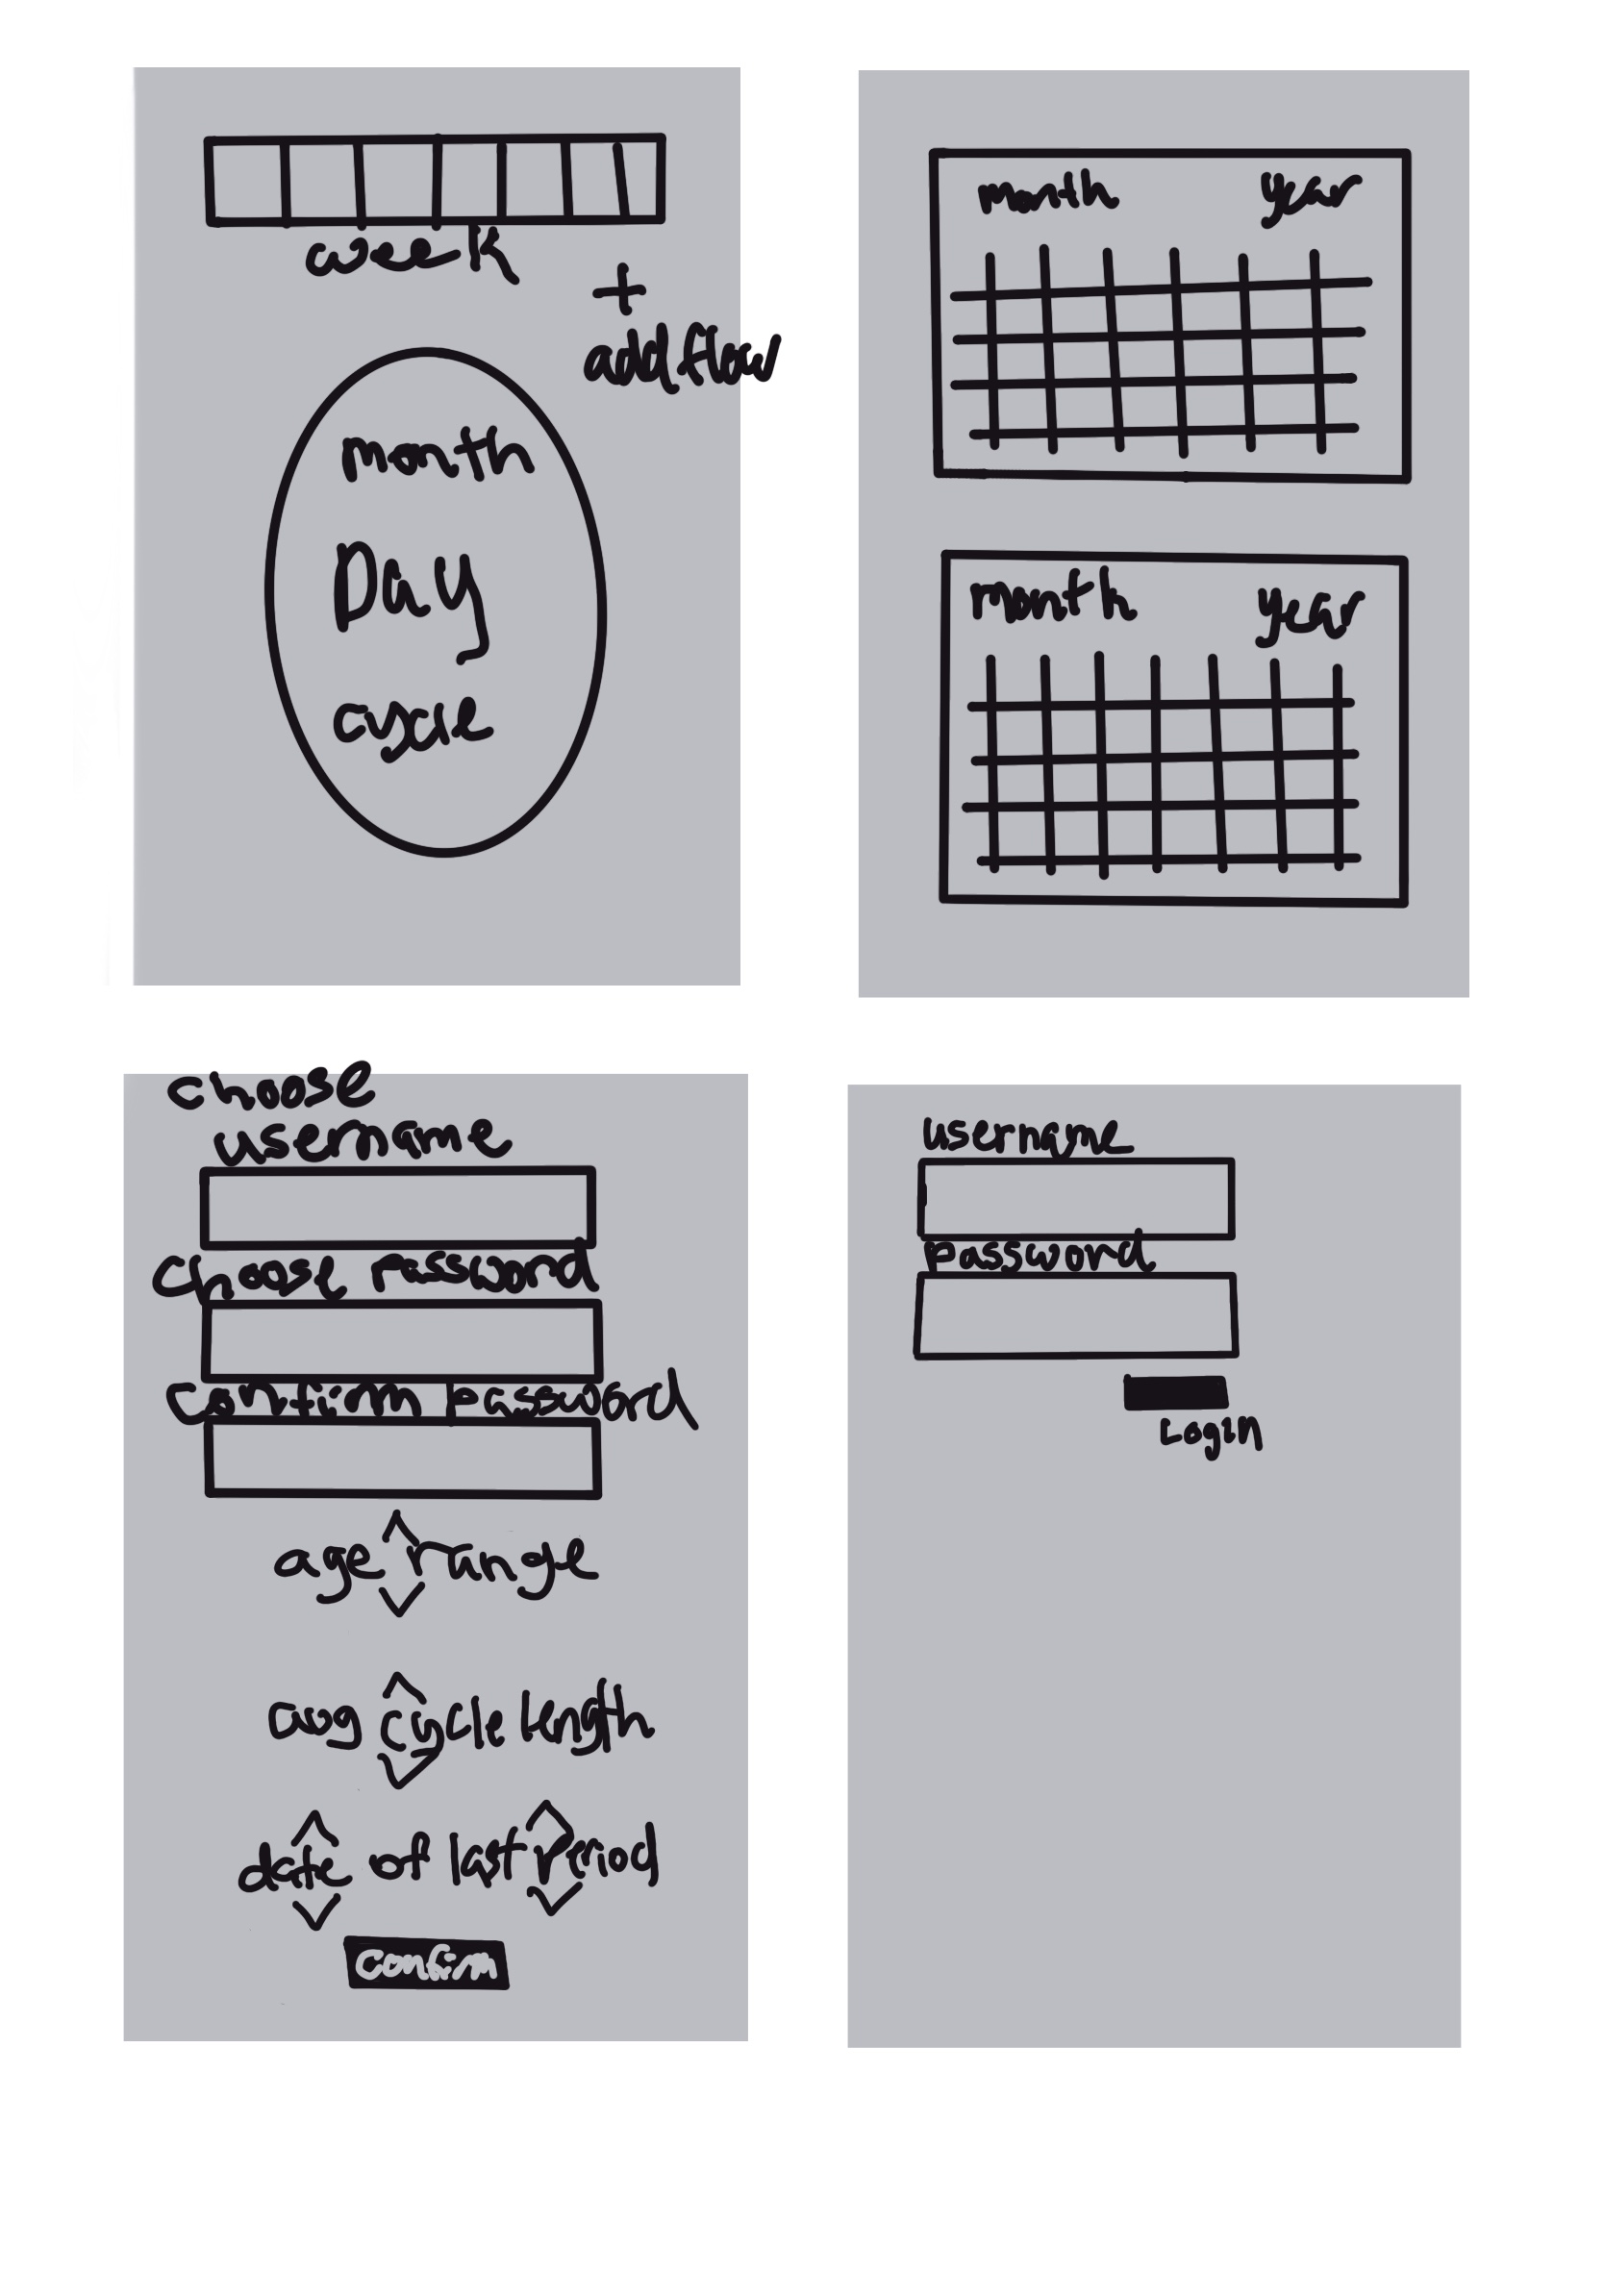 week
+
add flow
month
Day
cycle
month year
month year
choose
username
Choose password
Confirm password
age range
avg cycle length
date of last period
confirm
username
password
Login